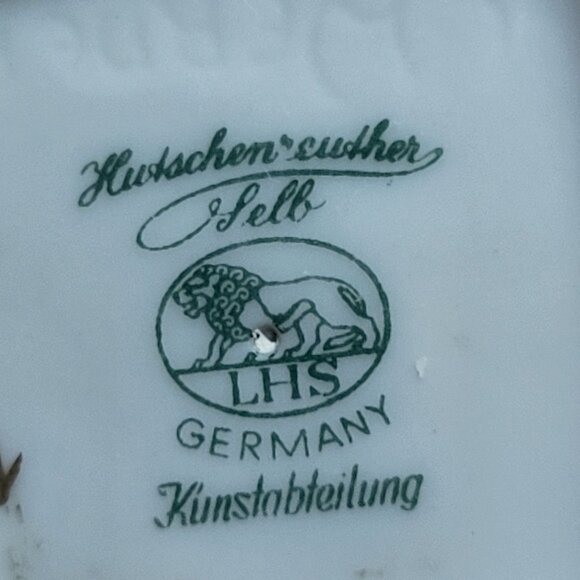 Hutschenreuther
Selb
LHS
GERMANY
Kunstabteilung